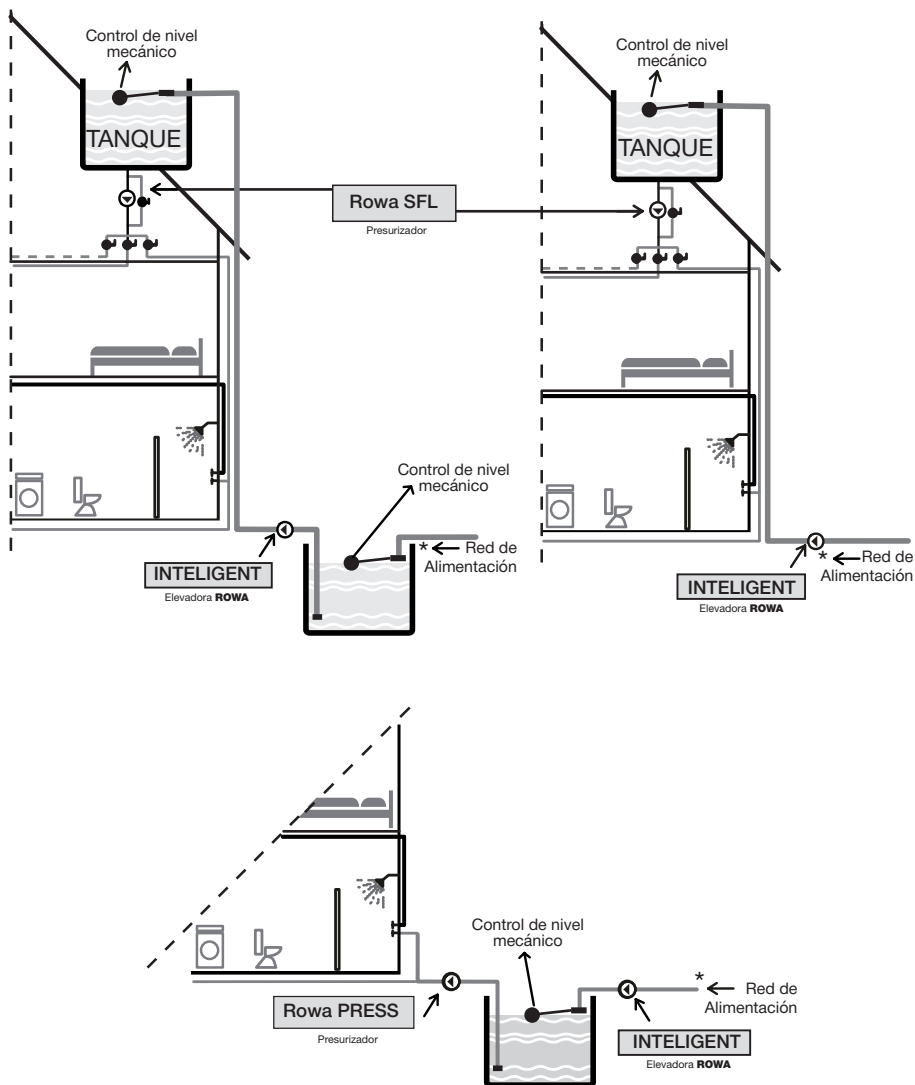 Control de nivel
mecánico
TANQUE
Rowa SFL
Presurizador
Control de nivel
mecánico
TANQUE
Control de nivel
mecánico
* Red de
Alimentación
INTELIGENT
Elevadora ROWA
* Red de
Alimentación
INTELIGENT
Elevadora ROWA
Control de nivel
mecánico
Rowa PRESS
Presurizador
*
Red de
Alimentación
INTELIGENT
Elevadora ROWA